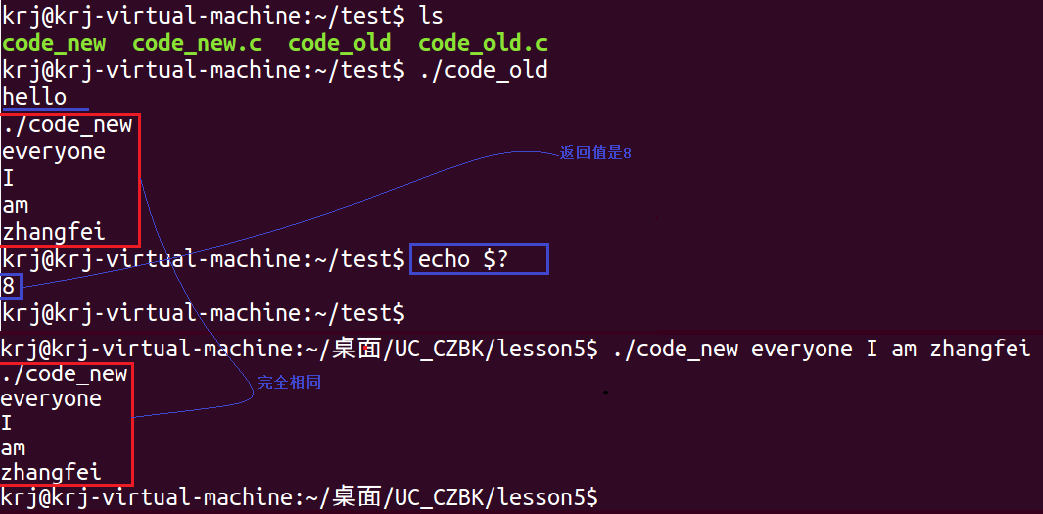 krj@krj-virtual-machine:~/test$ ls
code_new code_new.c code_old code_old.c
krj@krj-virtual-machine:~/test$ ./code_old
hello
./code_new
everyone
返回值是8
I
am
zhangfei
krj@krj-virtual-machine:~/test$ echo $?
8
krj@krj-virtual-machine:~/test$
krj@krj-virtual-machine:~/桌面/UC_CZBK/lesson5$ ./code_new everyone I am zhangfei
./code_new
完全相同
everyone
I
am
zhangfei
krj@krj-virtual-machine:~/桌面/UC_CZBK/lesson5$